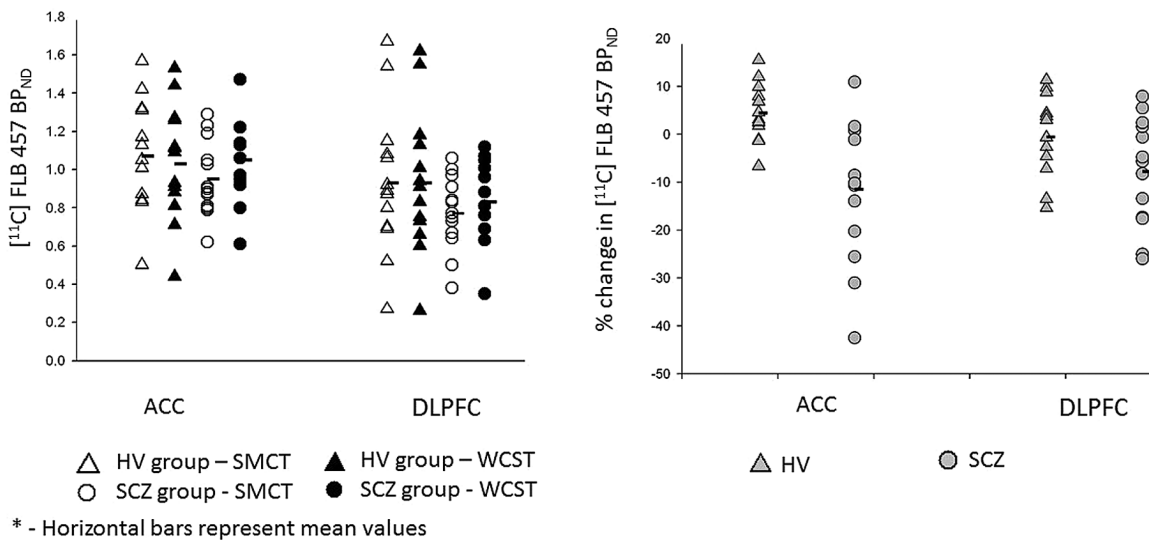 [¹¹C] FLB 457 BP_ND
1.8
1.6
1.4
1.2
1.0
0.8
0.6
0.4
0.2
0.0
ACC
DLPFC
HV group – SMCT
HV group – WCST
SCZ group - SMCT
SCZ group - WCST
* - Horizontal bars represent mean values
% change in [¹¹C] FLB 457 BP_ND
20
10
0
-10
-20
-30
-40
-50
ACC
DLPFC
HV
SCZ